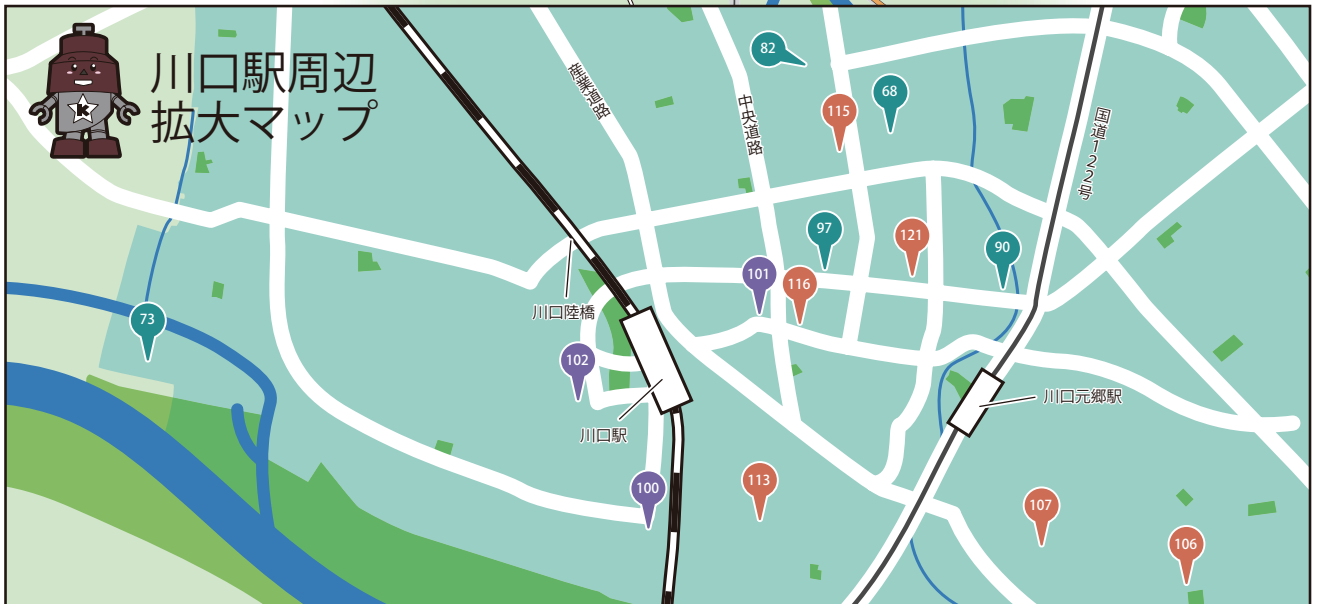 川口駅周辺
拡大マップ
k
産業道路
中央道路
国道122号
82
68
115
97
121
90
101
116
73
川口陸橋
102
川口駅
川口元郷駅
100
113
107
106